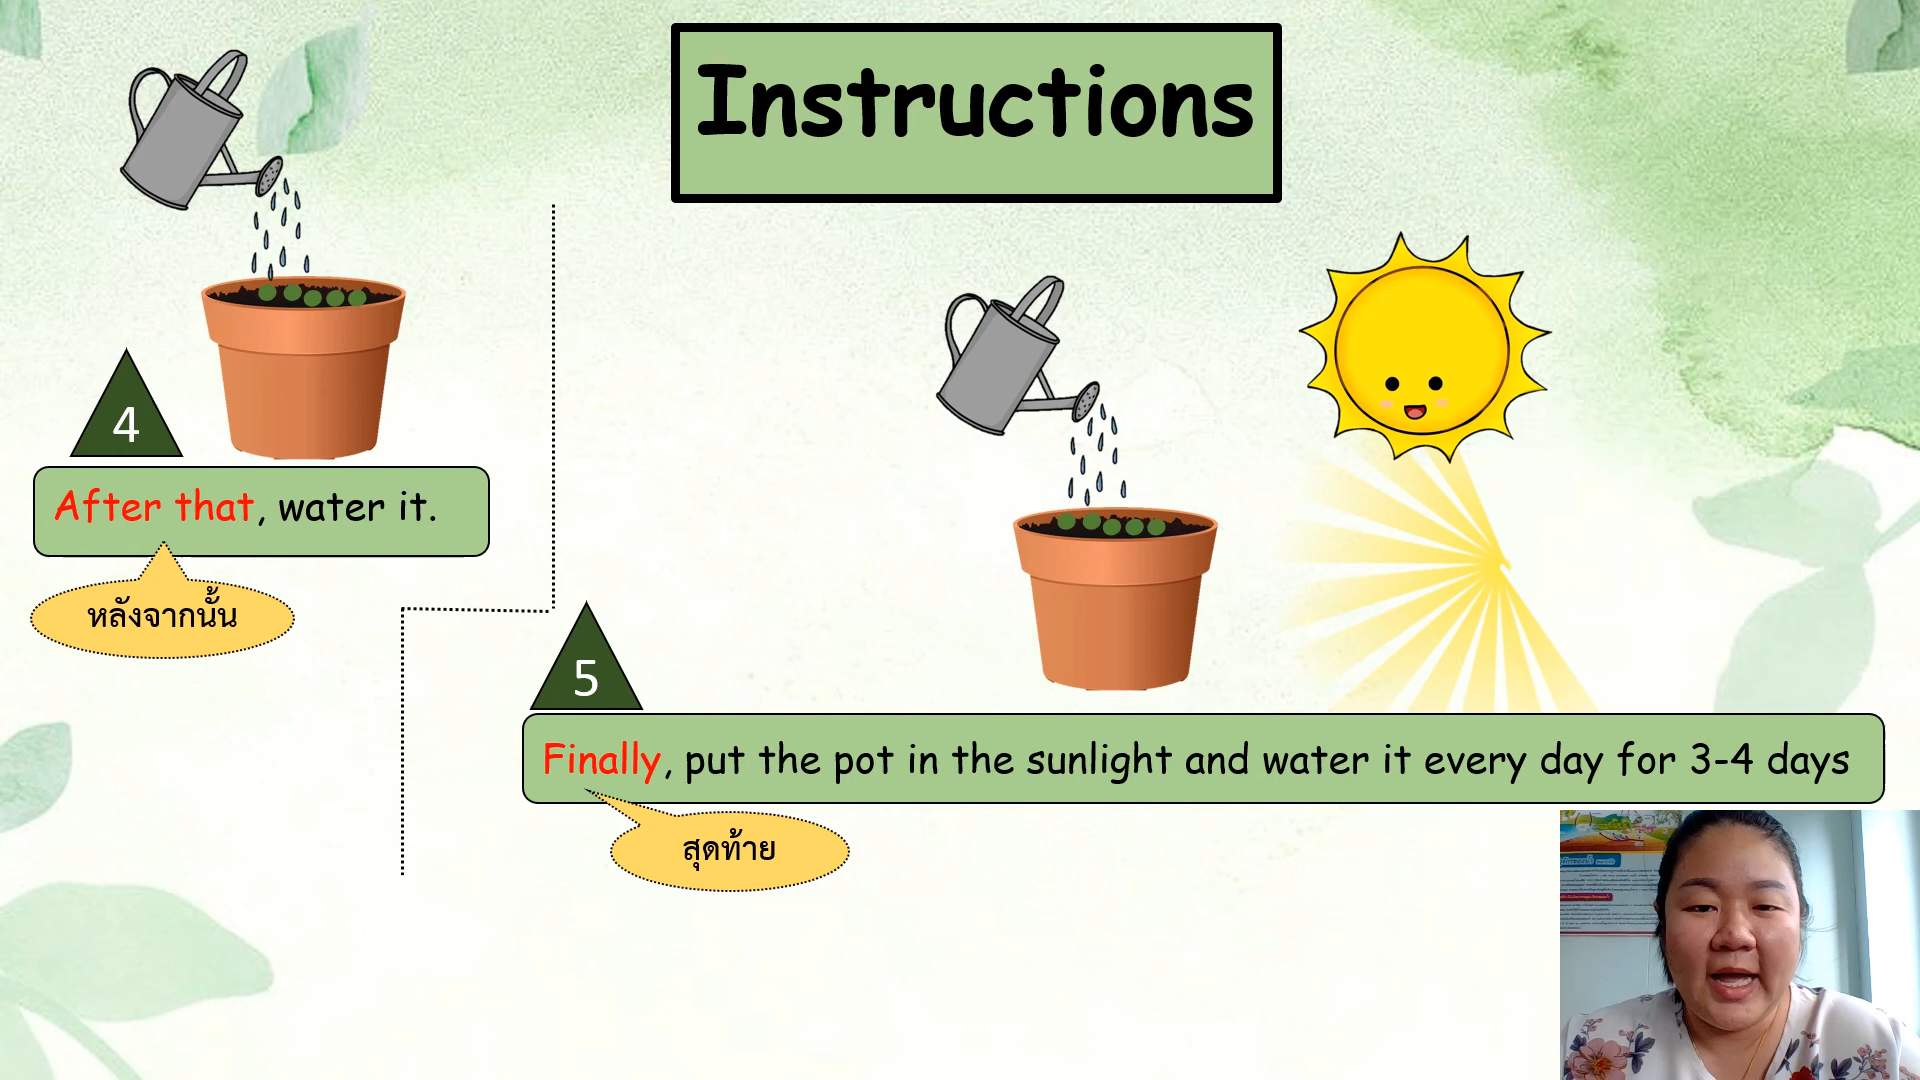 Instructions
4
After that, water it.
หลังจากนั้น
5
Finally, put the pot in the sunlight and water it every day for 3-4 days
สุดท้าย